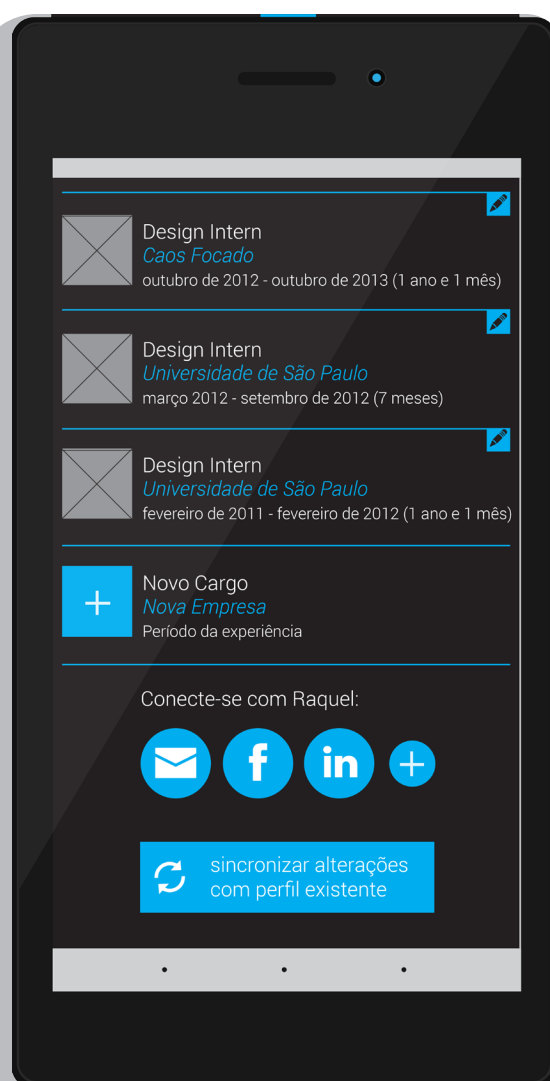 Design Intern
Caos Focado
outubro de 2012 - outubro de 2013 (1 ano e 1 mês)
Design Intern
Universidade de São Paulo
março 2012 - setembro de 2012 (7 meses)
Design Intern
Universidade de São Paulo
fevereiro de 2011 - fevereiro de 2012 (1 ano e 1 mês)
Novo Cargo
Nova Empresa
Período da experiência
Conecte-se com Raquel:
f in
sincronizar alterações
com perfil existente